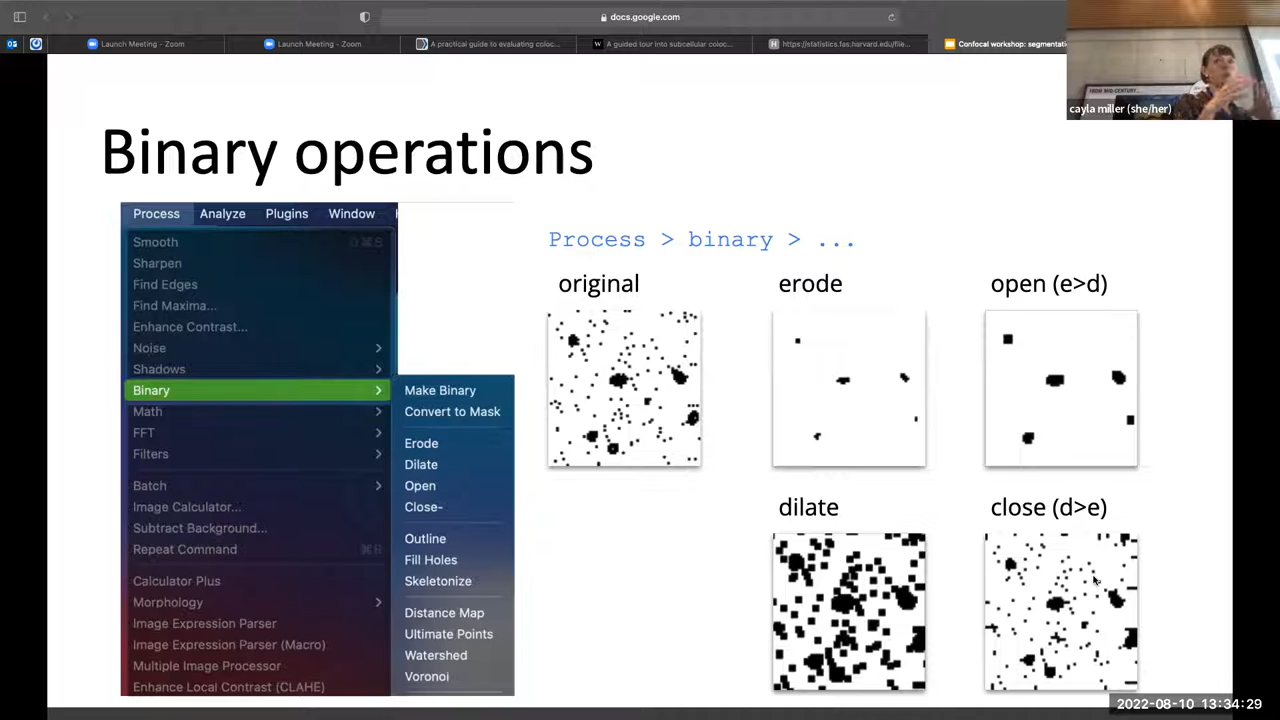 docs.google.com
Launch Meeting - Zoom
Launch Meeting - Zoom
A practical guide to evaluating coloc...
A guided tour into subcellular coloc...
https://statistics.fas.harvard.edu/file...
Confocal workshop: segmentati
FROM MID-CENTURY...
cayla miller (she/her)
Binary operations
Process Analyze Plugins Window
Smooth
Sharpen
Find Edges
Find Maxima...
Enhance Contrast...
Noise
Shadows
Binary
Math
FFT
Filters
Batch
Image Calculator...
Subtract Background...
Repeat Command
Calculator Plus
Morphology
Image Expression Parser
Image Expression Parser (Macro)
Multiple Image Processor
Enhance Local Contrast (CLAHE)
Make Binary
Convert to Mask
Erode
Dilate
Open
Close-
Outline
Fill Holes
Skeletonize
Distance Map
Ultimate Points
Watershed
Voronoi
Process > binary > ...
original
erode
open (e>d)
dilate
close (d>e)
2022-08-10 13:34:29